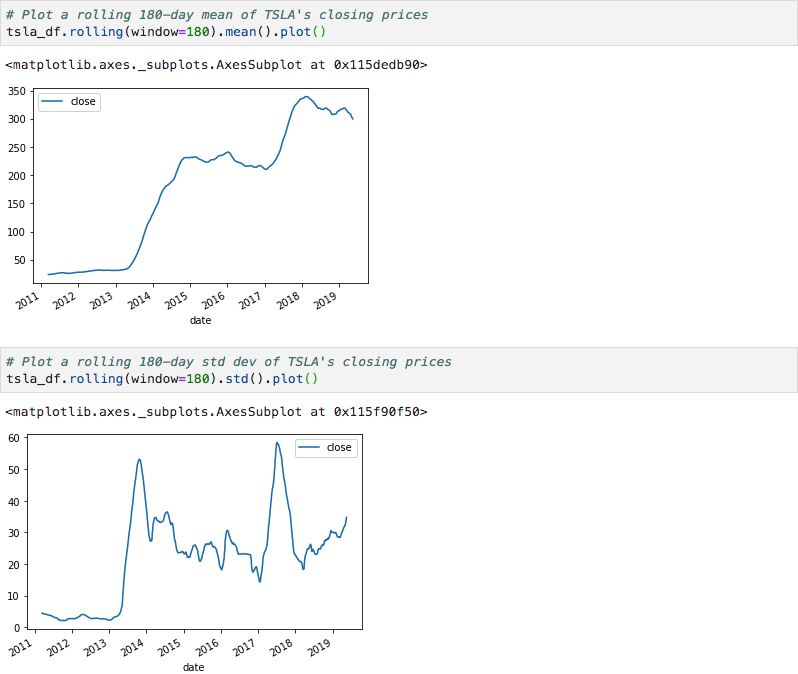 # Plot a rolling 180-day mean of TSLA's closing prices
tsla_df.rolling(window=180).mean().plot()
<matplotlib.axes._subplots.AxesSubplot at 0x115dedb90>
close
350
300
250
200
150
100
50
2011 2012 2013 2014 2015 2016 2017 2018 2019
date
# Plot a rolling 180-day std dev of TSLA's closing prices
tsla_df.rolling(window=180).std().plot()
<matplotlib.axes._subplots.AxesSubplot at 0x115f90f50>
close
60
50
40
30
20
10
0
2011 2012 2013 2014 2015 2016 2017 2018 2019
date